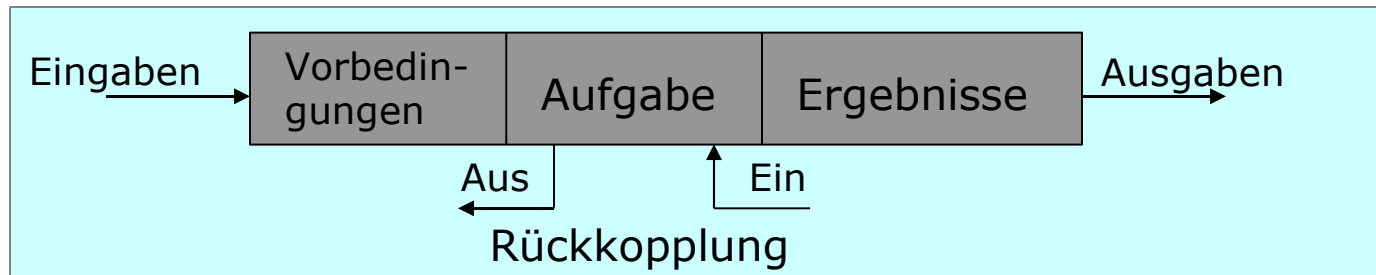 Eingaben
Vorbedin-
gungen
Aufgabe
Ergebnisse
Ausgaben
Aus
Ein
Rückkopplung